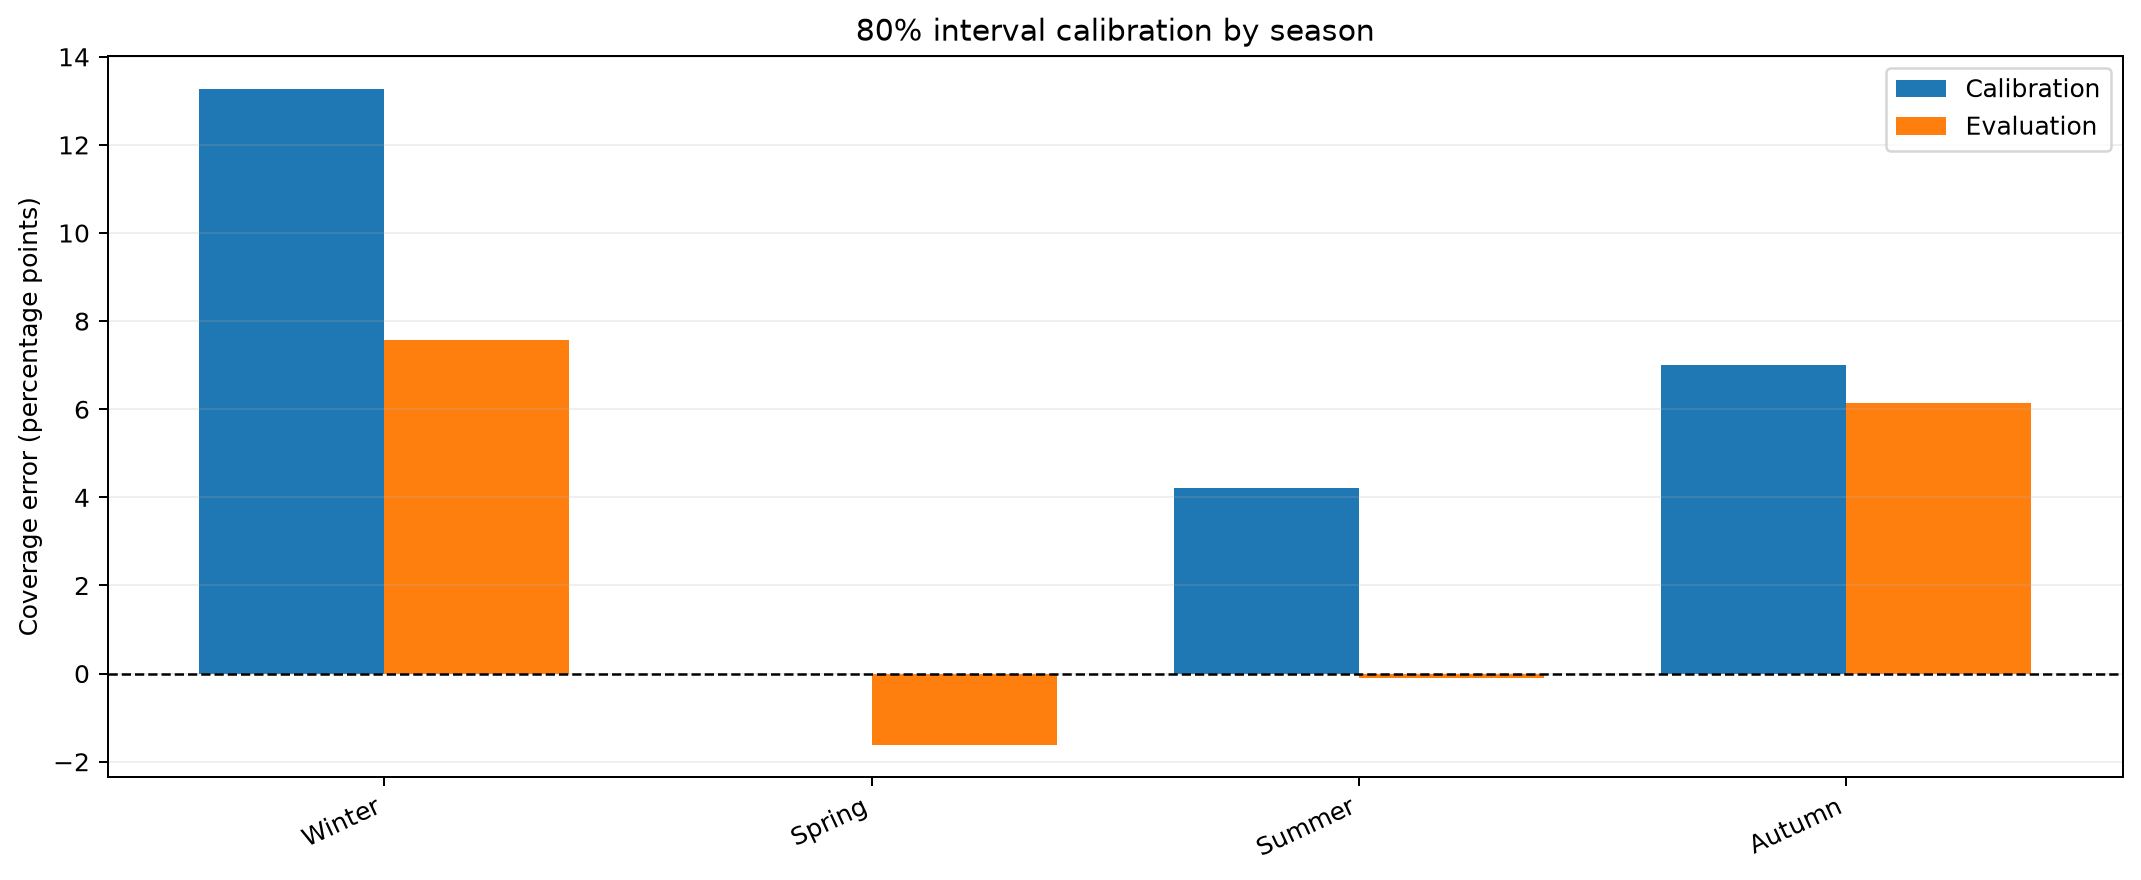 80% interval calibration by season
Coverage error (percentage points)
14
12
10
8
6
4
2
0
−2
Calibration
Evaluation
Winter
Spring
Summer
Autumn